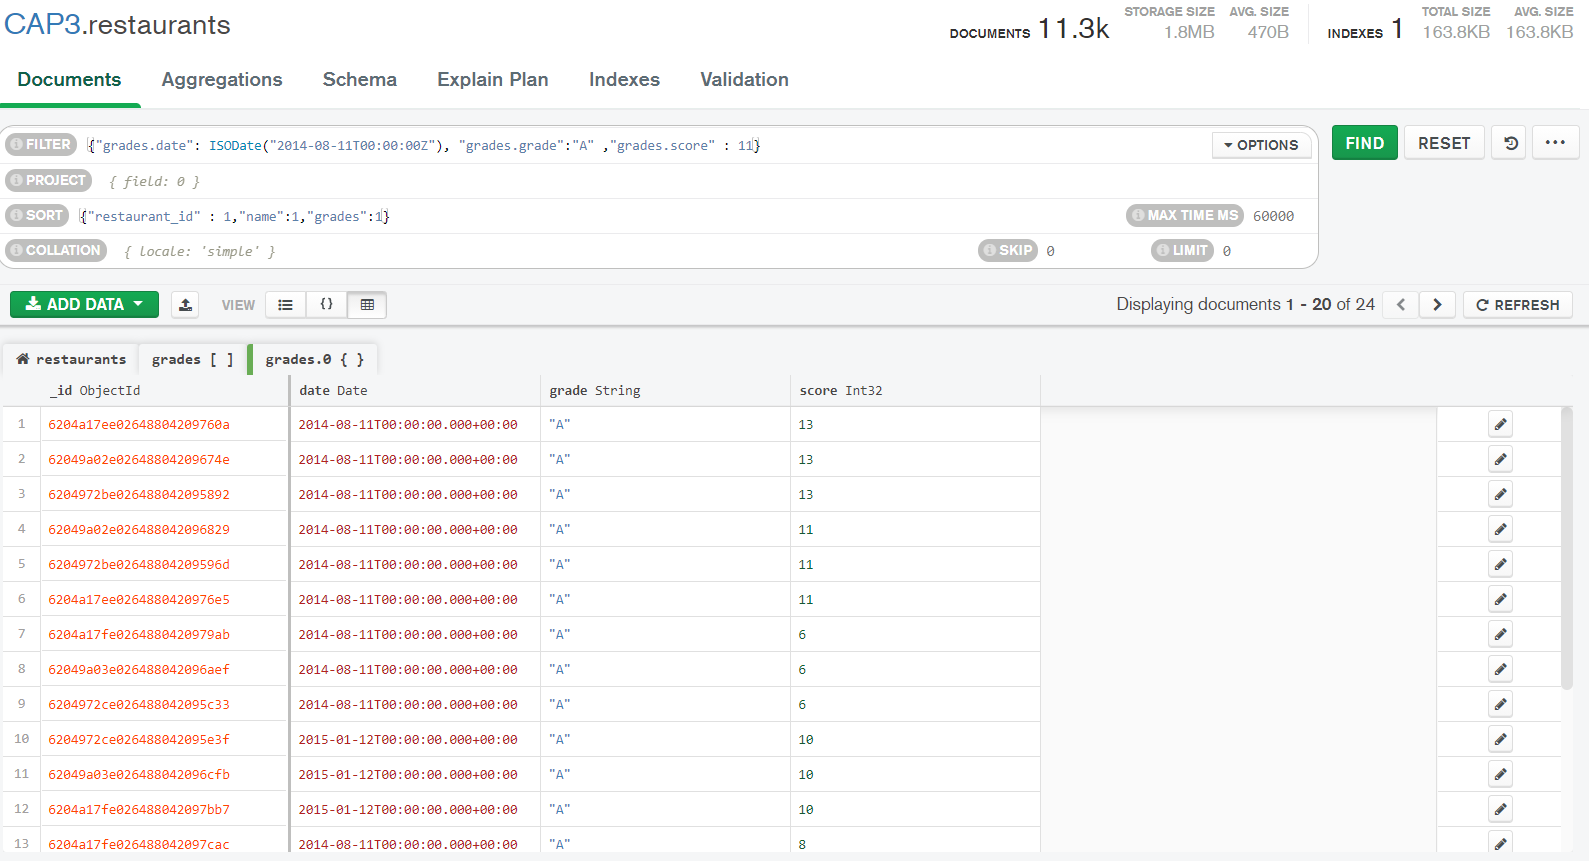 CAP3.restaurants
DOCUMENTS 11.3k STORAGE SIZE 1.8MB AVG. SIZE 470B INDEXES 1 TOTAL SIZE 163.8KB AVG. SIZE 163.8KB
Documents Aggregations Schema Explain Plan Indexes Validation
FILTER {"grades.date": ISODate("2014-08-11T00:00:00Z"), "grades.grade":"A" ,"grades.score" : 11} OPTIONS FIND RESET ...
PROJECT { field: 0 }
SORT {"restaurant_id" : 1,"name":1,"grades":1} MAX TIME MS 60000
COLLATION { locale: 'simple' } SKIP 0 LIMIT 0
ADD DATA VIEW {} Displaying documents 1 - 20 of 24 < > REFRESH
restaurants grades [ ] grades.0 { }
_id ObjectId date Date grade String score Int32
1 6204a17ee02648804209760a 2014-08-11T00:00:00.000+00:00 "A" 13
2 62049a02e02648804209674e 2014-08-11T00:00:00.000+00:00 "A" 13
3 6204972be026488042095892 2014-08-11T00:00:00.000+00:00 "A" 13
4 62049a02e026488042096829 2014-08-11T00:00:00.000+00:00 "A" 11
5 6204972be02648804209596d 2014-08-11T00:00:00.000+00:00 "A" 11
6 6204a17ee0264880420976e5 2014-08-11T00:00:00.000+00:00 "A" 11
7 6204a17fe0264880420979ab 2014-08-11T00:00:00.000+00:00 "A" 6
8 62049a03e026488042096aef 2014-08-11T00:00:00.000+00:00 "A" 6
9 6204972ce026488042095c33 2014-08-11T00:00:00.000+00:00 "A" 6
10 6204972ce026488042095e3f 2015-01-12T00:00:00.000+00:00 "A" 10
11 62049a03e026488042096cfb 2015-01-12T00:00:00.000+00:00 "A" 10
12 6204a17fe026488042097bb7 2015-01-12T00:00:00.000+00:00 "A" 10
13 6204a17fe026488042097cac 2014-08-11T00:00:00.000+00:00 "A" 8